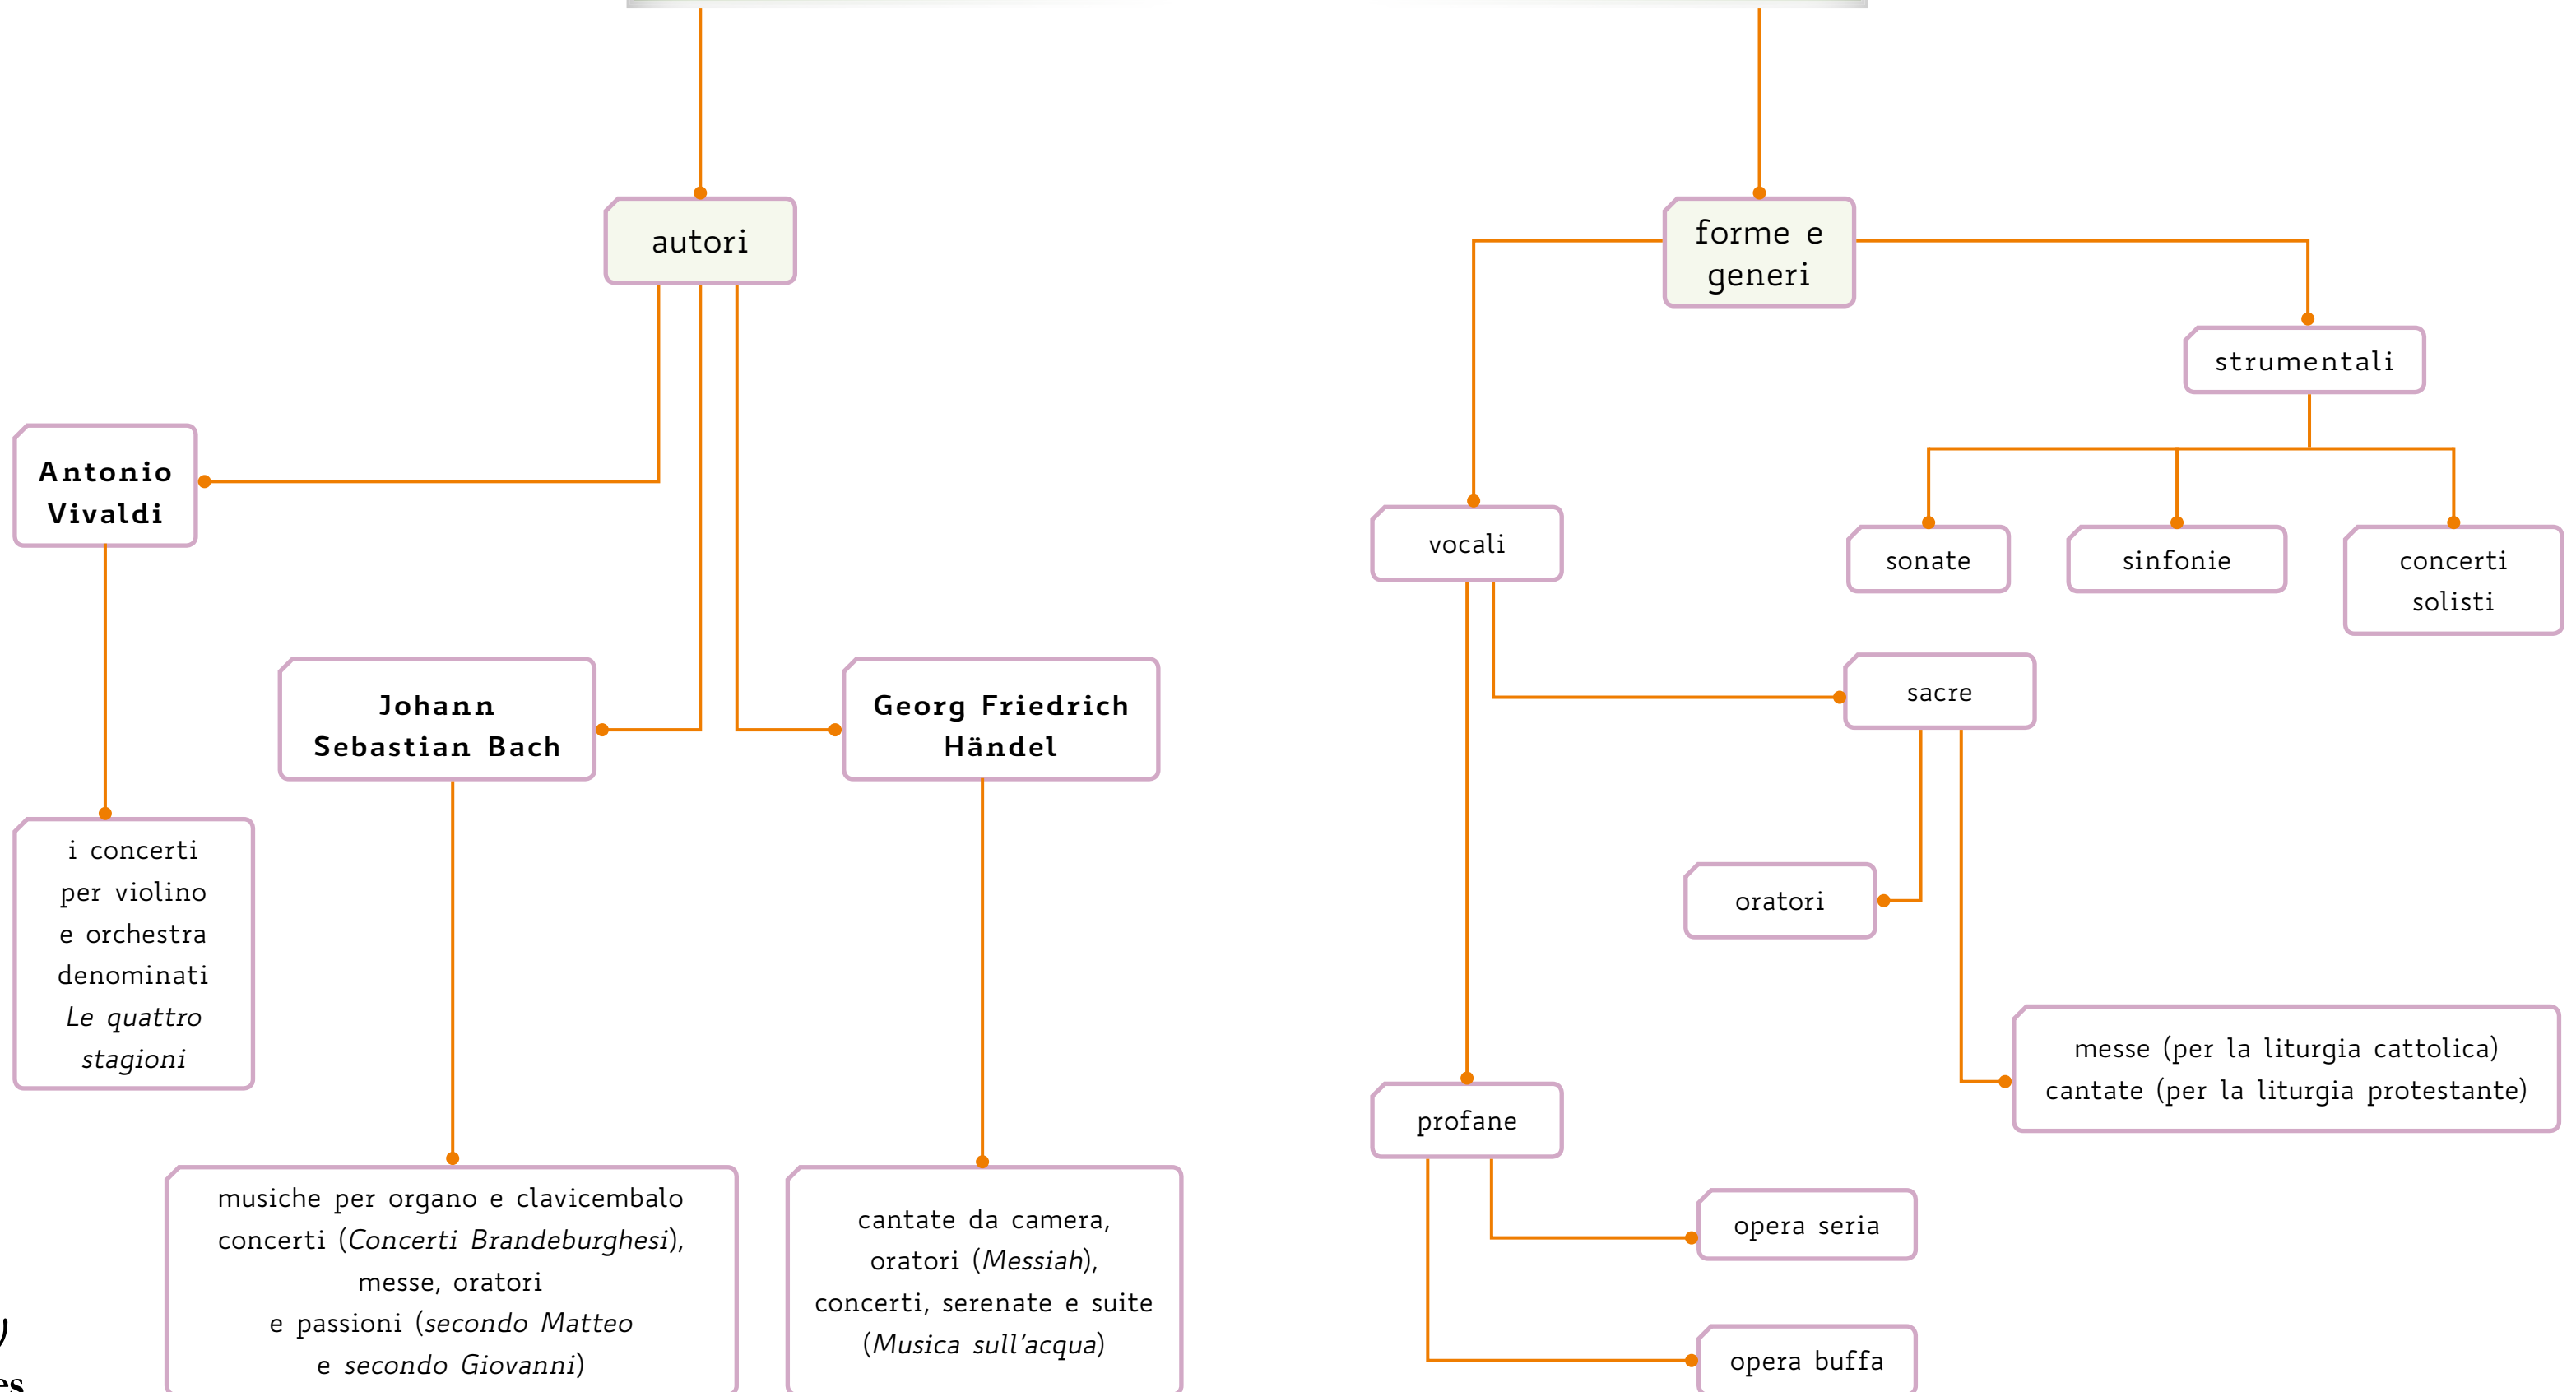 autori
forme e
generi
strumentali
Antonio
Vivaldi
vocali
sonate
sinfonie
concerti
solisti
Johann
Sebastian Bach
Georg Friedrich
Händel
sacre
i concerti
per violino
e orchestra
denominati
Le quattro
stagioni
oratori
messe (per la liturgia cattolica)
cantate (per la liturgia protestante)
profane
musiche per organo e clavicembalo
concerti (Concerti Brandeburghesi),
messe, oratori
e passioni (secondo Matteo
e secondo Giovanni)
cantate da camera,
oratori (Messiah),
concerti, serenate e suite
(Musica sull’acqua)
opera seria
opera buffa